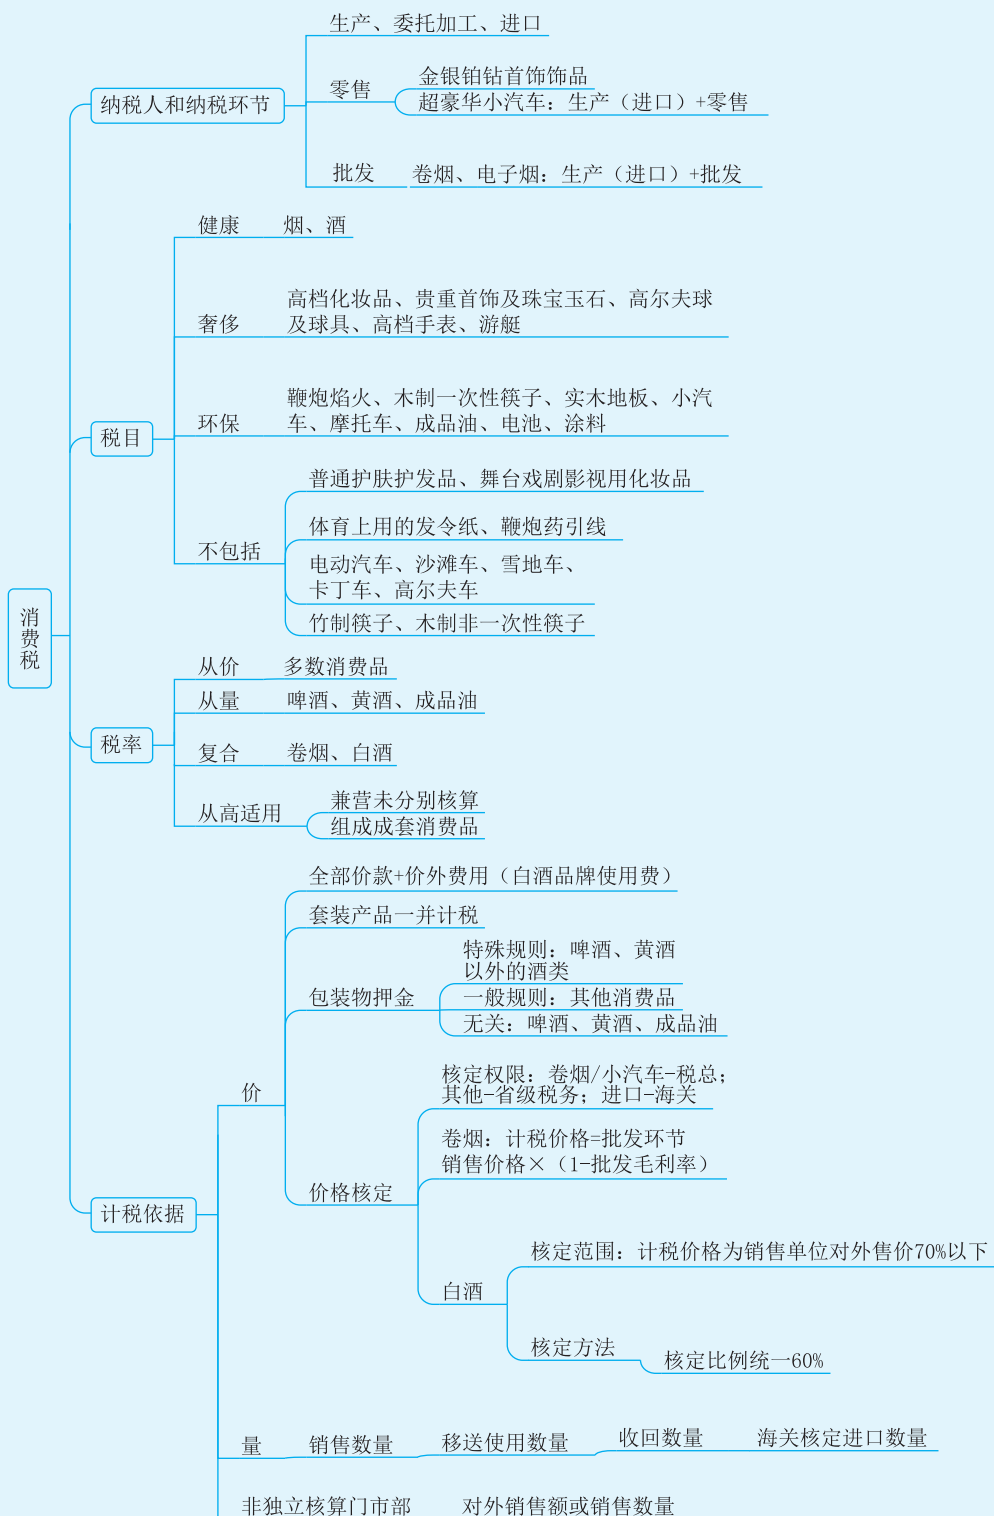 消费税
纳税人和纳税环节
生产、委托加工、进口
零售
金银铂钻首饰饰品
超豪华小汽车：生产（进口）+零售
批发
卷烟、电子烟：生产（进口）+批发
税目
健康
烟、酒
奢侈
高档化妆品、贵重首饰及珠宝玉石、高尔夫球
及球具、高档手表、游艇
环保
鞭炮焰火、木制一次性筷子、实木地板、小汽
车、摩托车、成品油、电池、涂料
不包括
普通护肤护发品、舞台戏剧影视用化妆品
体育上用的发令纸、鞭炮药引线
电动汽车、沙滩车、雪地车、
卡丁车、高尔夫车
竹制筷子、木制非一次性筷子
税率
从价
多数消费品
从量
啤酒、黄酒、成品油
复合
卷烟、白酒
从高适用
兼营未分别核算
组成成套消费品
计税依据
价
全部价款+价外费用（白酒品牌使用费）
套装产品一并计税
包装物押金
特殊规则：啤酒、黄酒
以外的酒类
一般规则：其他消费品
无关：啤酒、黄酒、成品油
价格核定
核定权限：卷烟/小汽车-税总；
其他-省级税务；进口-海关
卷烟：计税价格=批发环节
销售价格×（1-批发毛利率）
白酒
核定范围：计税价格为销售单位对外售价70%以下
核定方法
核定比例统一60%
量
销售数量
移送使用数量
收回数量
海关核定进口数量
非独立核算门市部
对外销售额或销售数量